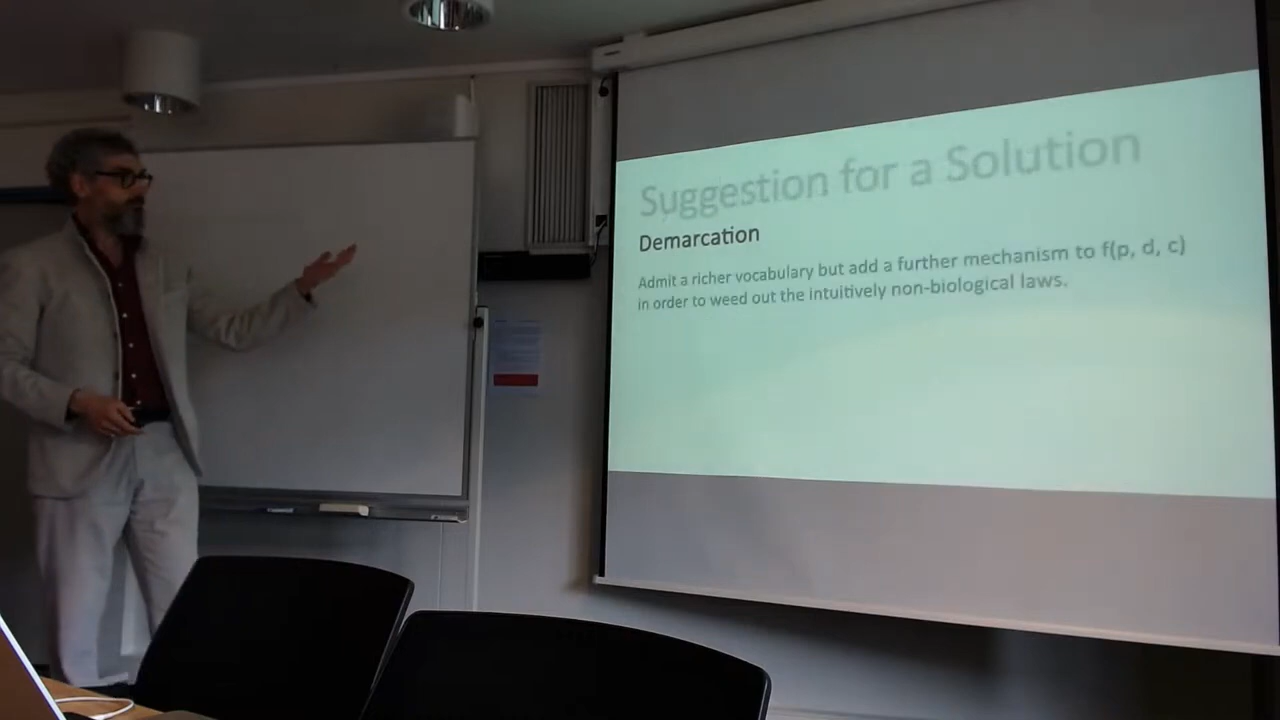 Suggestion for a Solution
Demarcation
Admit a richer vocabulary but add a further mechanism to f(p, d, c)
in order to weed out the intuitively non-biological laws.